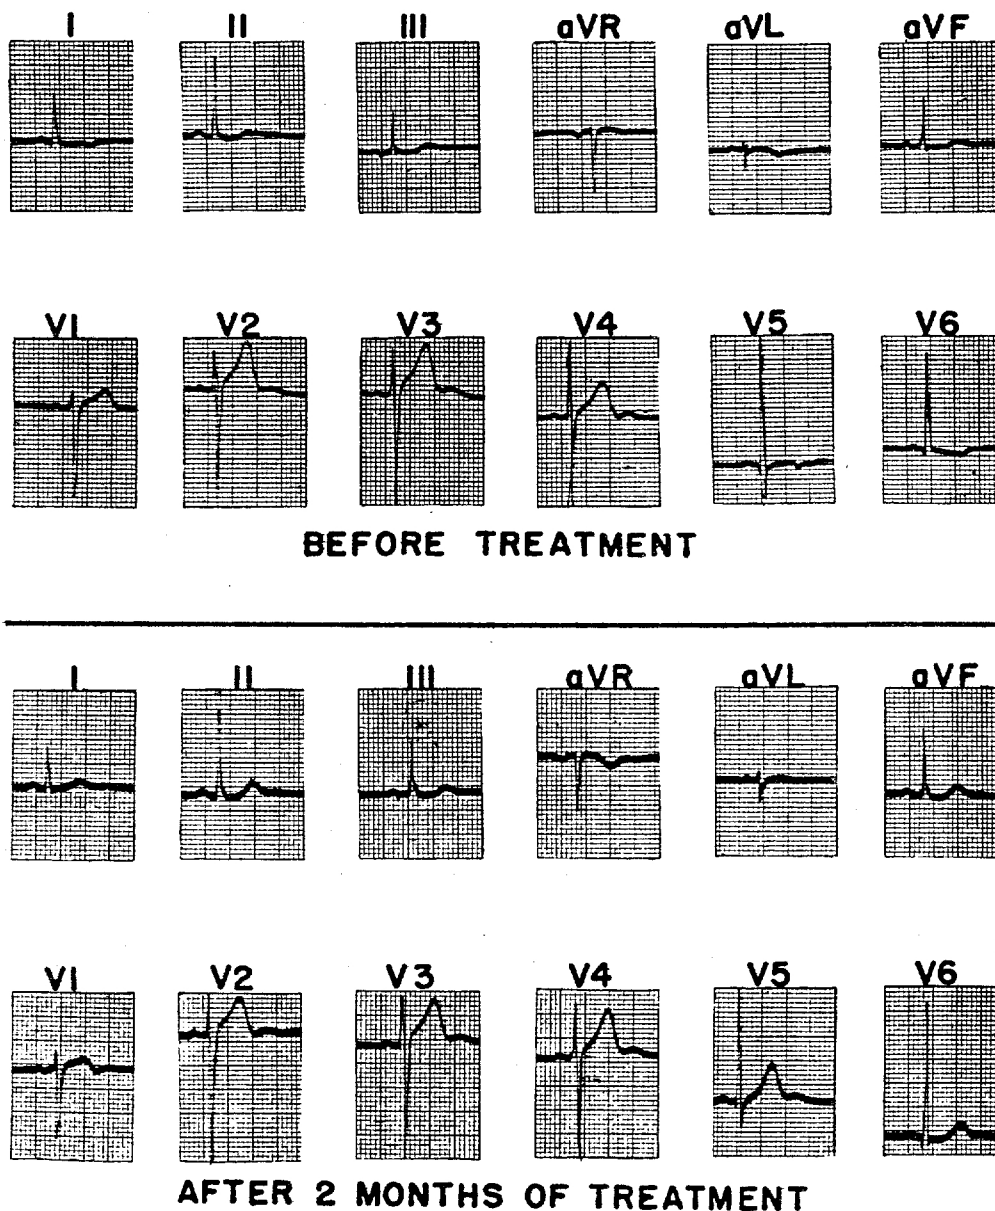 I II III aVR aVL aVF
V1 V2 V3 V4 V5 V6
BEFORE TREATMENT
I II III aVR aVL aVF
V1 V2 V3 V4 V5 V6
AFTER 2 MONTHS OF TREATMENT